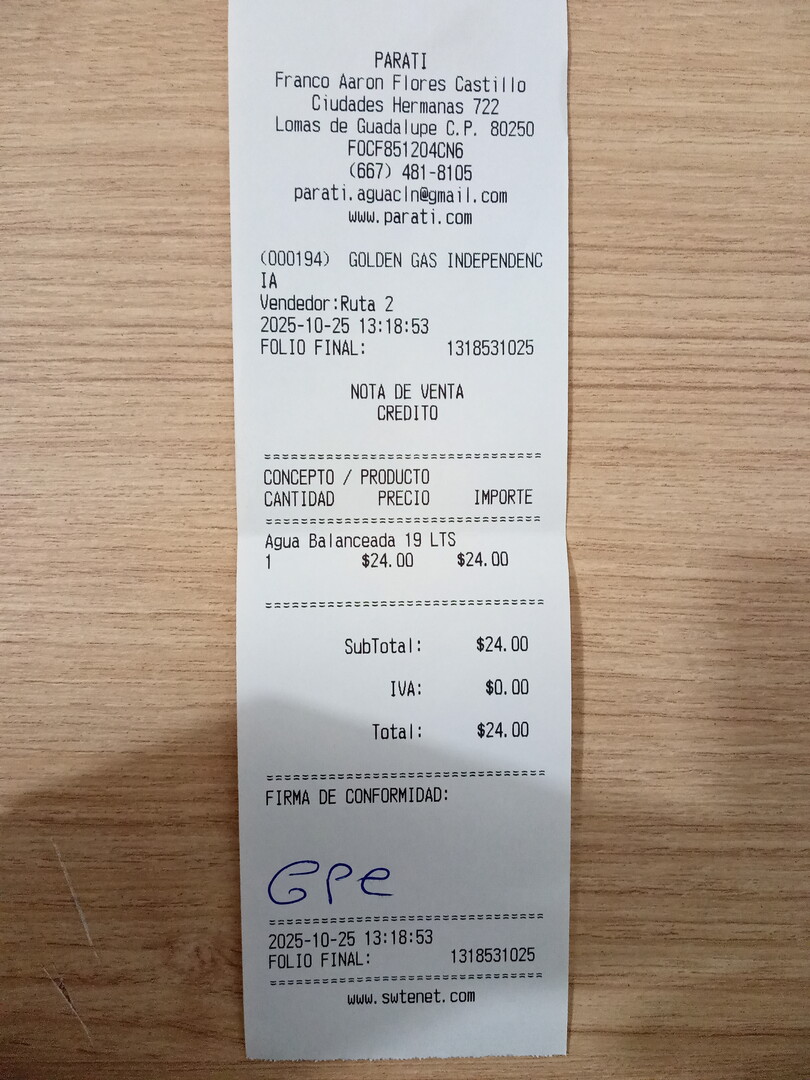 PARATI
Franco Aaron Flores Castillo
Ciudades Hermanas 722
Lomas de Guadalupe C.P. 80250
FOCF851204CN6
(667) 481-8105
parati.aguacln@gmail.com
www.parati.com
(000194) GOLDEN GAS INDEPENDENC
IA
Vendedor:Ruta 2
2025-10-25 13:18:53
FOLIO FINAL: 1318531025
NOTA DE VENTA
CREDITO
CONCEPTO / PRODUCTO
CANTIDAD PRECIO IMPORTE
Agua Balanceada 19 LTS
1 $24.00 $24.00
SubTotal: $24.00
IVA: $0.00
Total: $24.00
FIRMA DE CONFORMIDAD:
GPe
2025-10-25 13:18:53
FOLIO FINAL: 1318531025
www.swtenet.com